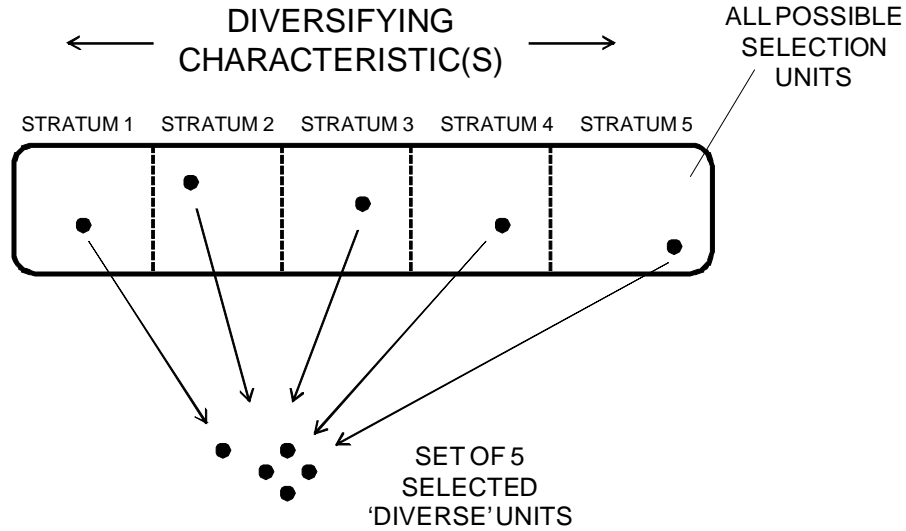 DIVERSIFYING
CHARACTERISTIC(S)
ALL POSSIBLE
SELECTION
UNITS
STRATUM 1 STRATUM 2 STRATUM 3 STRATUM 4 STRATUM 5
SET OF 5
SELECTED
‘DIVERSE’ UNITS